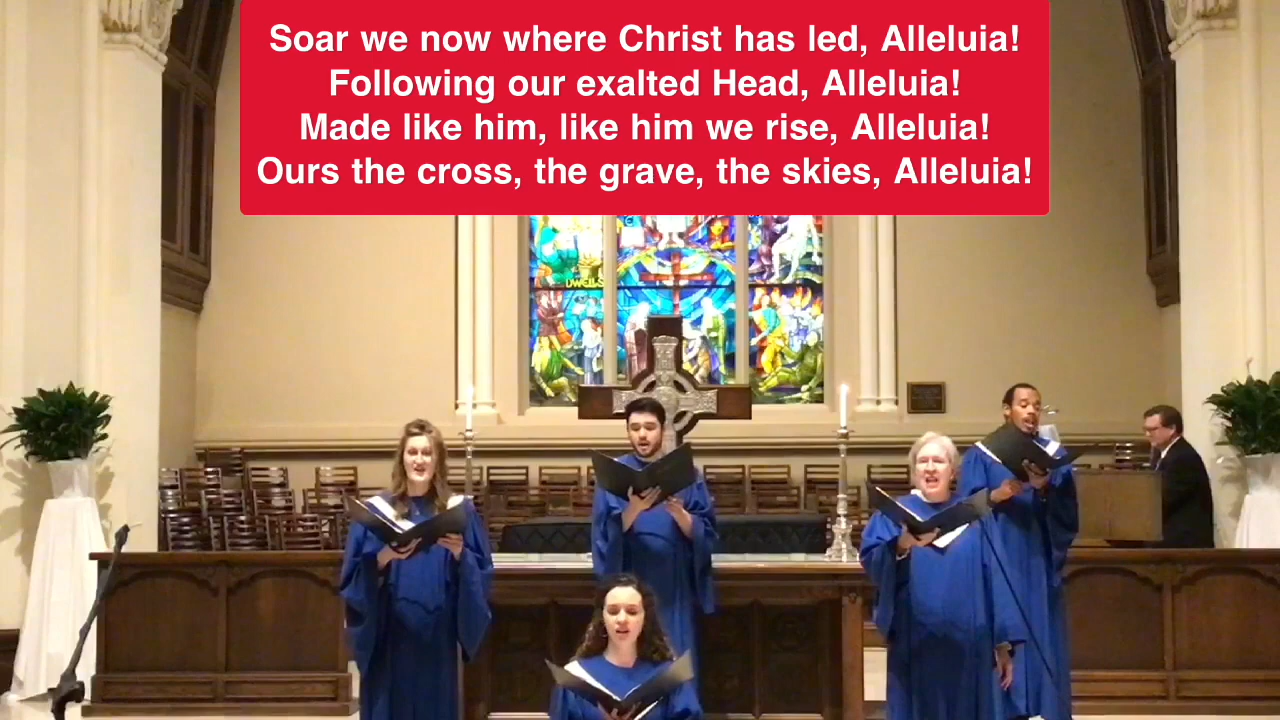 Soar we now where Christ has led, Alleluia!
Following our exalted Head, Alleluia!
Made like him, like him we rise, Alleluia!
Ours the cross, the grave, the skies, Alleluia!
DWELLS